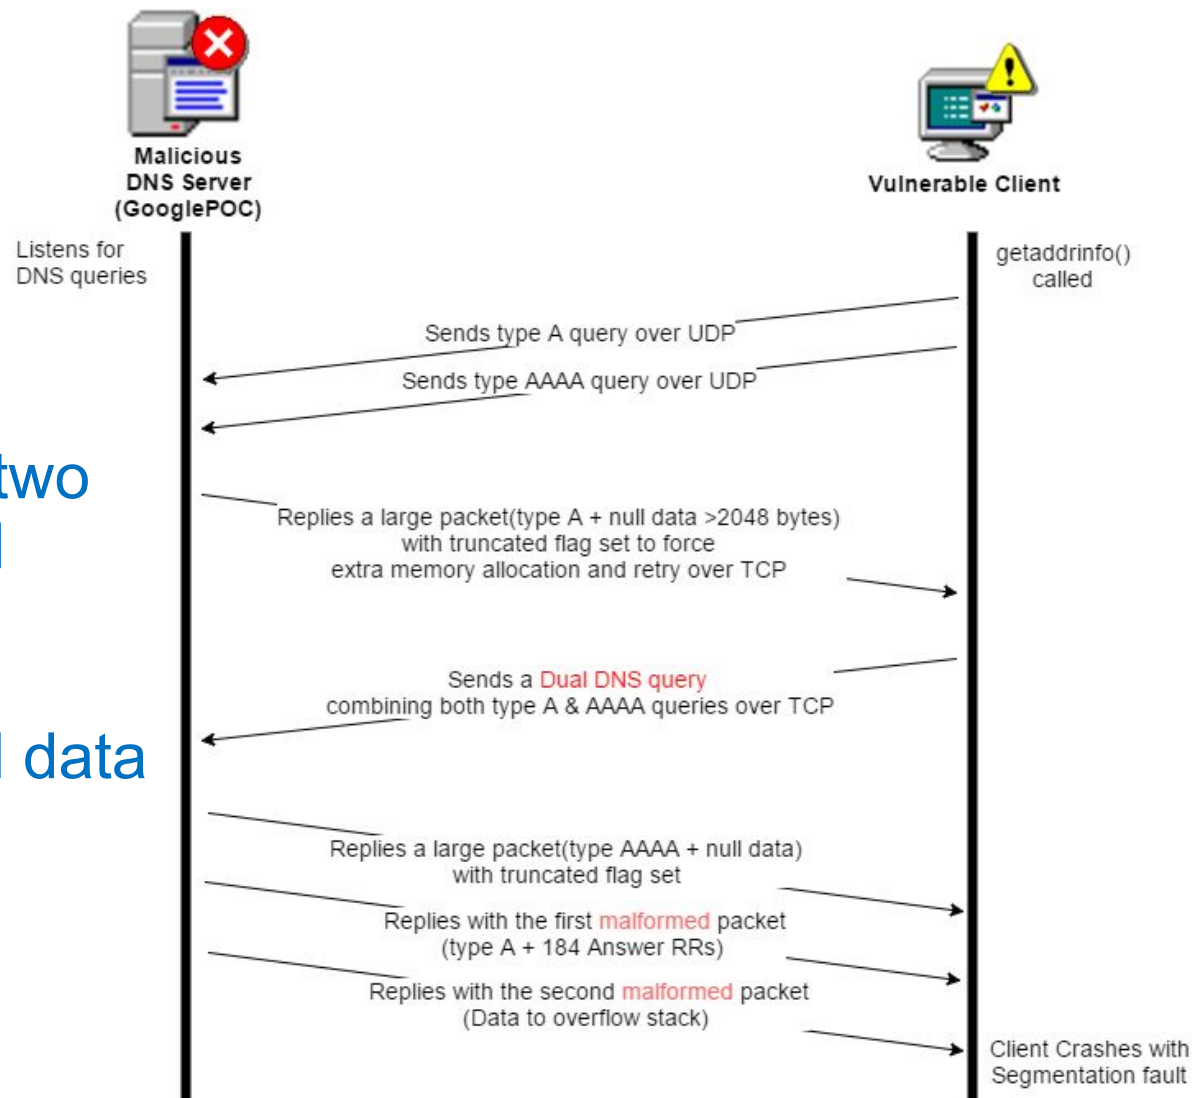 Malicious
DNS Server
(GooglePOC)
Vulnerable Client
Listens for
DNS queries
getaddrinfo()
called
Sends type A query over UDP
Sends type AAAA query over UDP
two
Replies a large packet(type A + null data >2048 bytes)
with truncated flag set to force
extra memory allocation and retry over TCP
Sends a Dual DNS query
combining both type A & AAAA queries over TCP
data
Replies a large packet(type AAAA + null data)
with truncated flag set
Replies with the first malformed packet
(type A + 184 Answer RRs)
Replies with the second malformed packet
(Data to overflow stack)
Client Crashes with
Segmentation fault